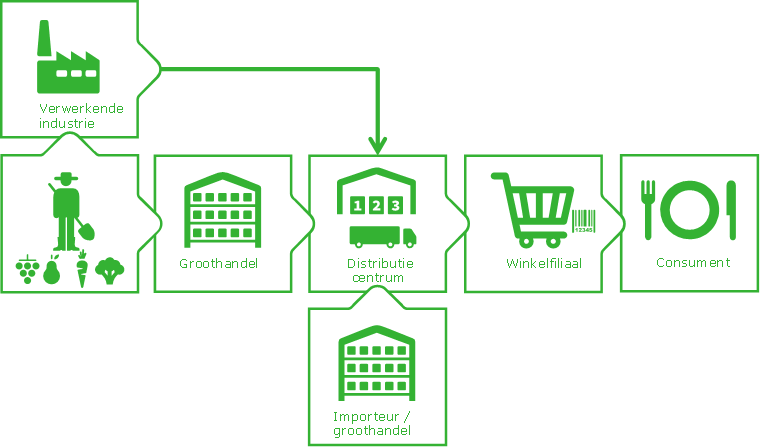 Verwerkende
industrie
1 2 3
12345
Groothandel
Distributie
centrum
Winkelfiliaal
Consument
Importeur /
groothandel